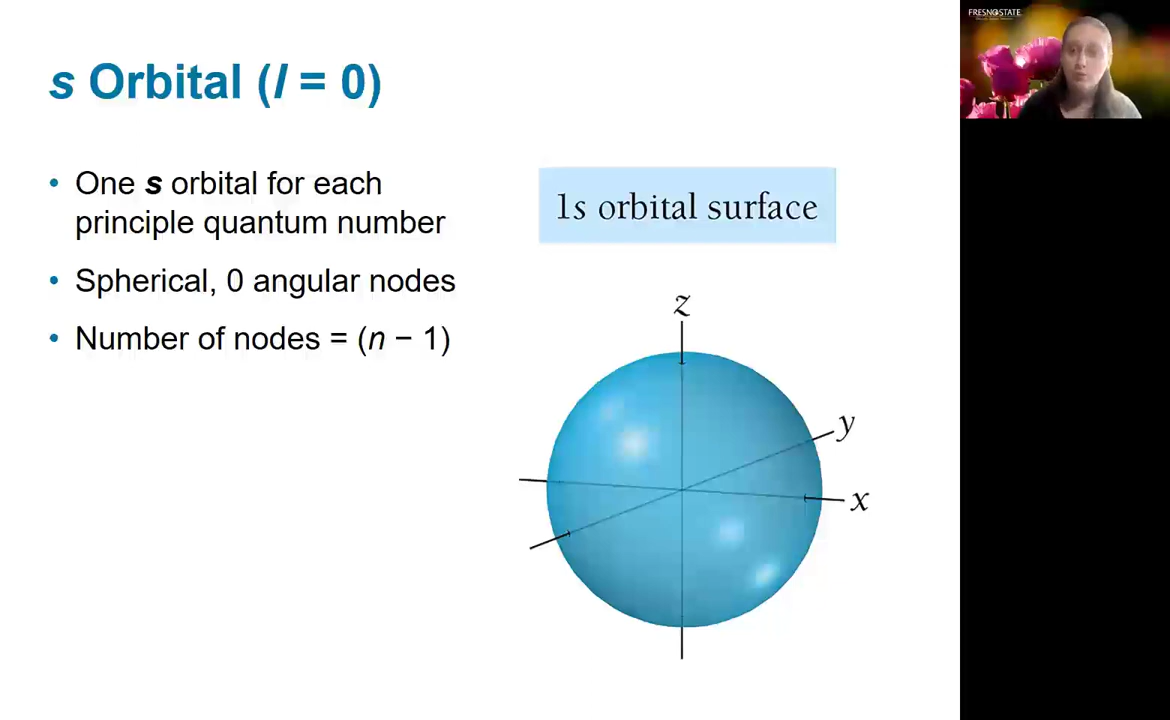 s Orbital (l = 0)
• One s orbital for each
principle quantum number
• Spherical, 0 angular nodes
• Number of nodes = (n − 1)
1s orbital surface
z
y
x
FRESNO STATE